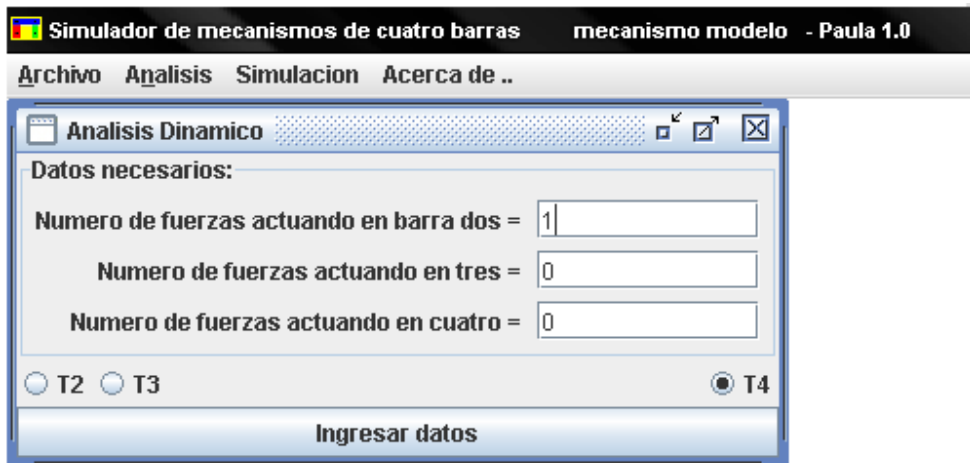 Simulador de mecanismos de cuatro barras mecanismo modelo - Paula 1.0
Archivo Analisis Simulacion Acerca de ..
Analisis Dinamico
Datos necesarios:
Numero de fuerzas actuando en barra dos = 1
Numero de fuerzas actuando en tres = 0
Numero de fuerzas actuando en cuatro = 0
T2 T3 T4
Ingresar datos